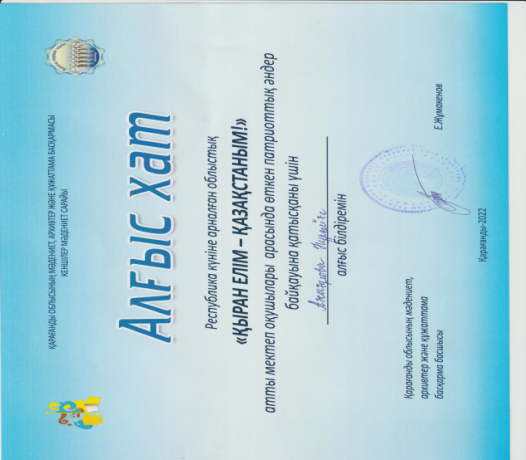 ҚАРАҒАНДЫ ОБЛЫСЫНЫҢ МӘДЕНИЕТ, АРХИВТЕР ЖӘНЕ ҚҰЖАТТАМА БАСҚАРМАСЫ
КЕНШІЛЕР МӘДЕНИЕТ САРАЙЫ
АЛҒЫС ХАТ
Республика күніне арналған облыстық
«ҚЫРАН ЕЛІМ – ҚАЗАҚСТАНЫМ!»
атты мектеп оқушылары арасында өткен патриоттық әндер
байқауына қатысқаны үшін
алғыс білдіремін
Қарағанды облысының мәдениет,
архивтер және құжаттама
басқарма басшысы
Е.Жұмакенов
Қарағанды-2022